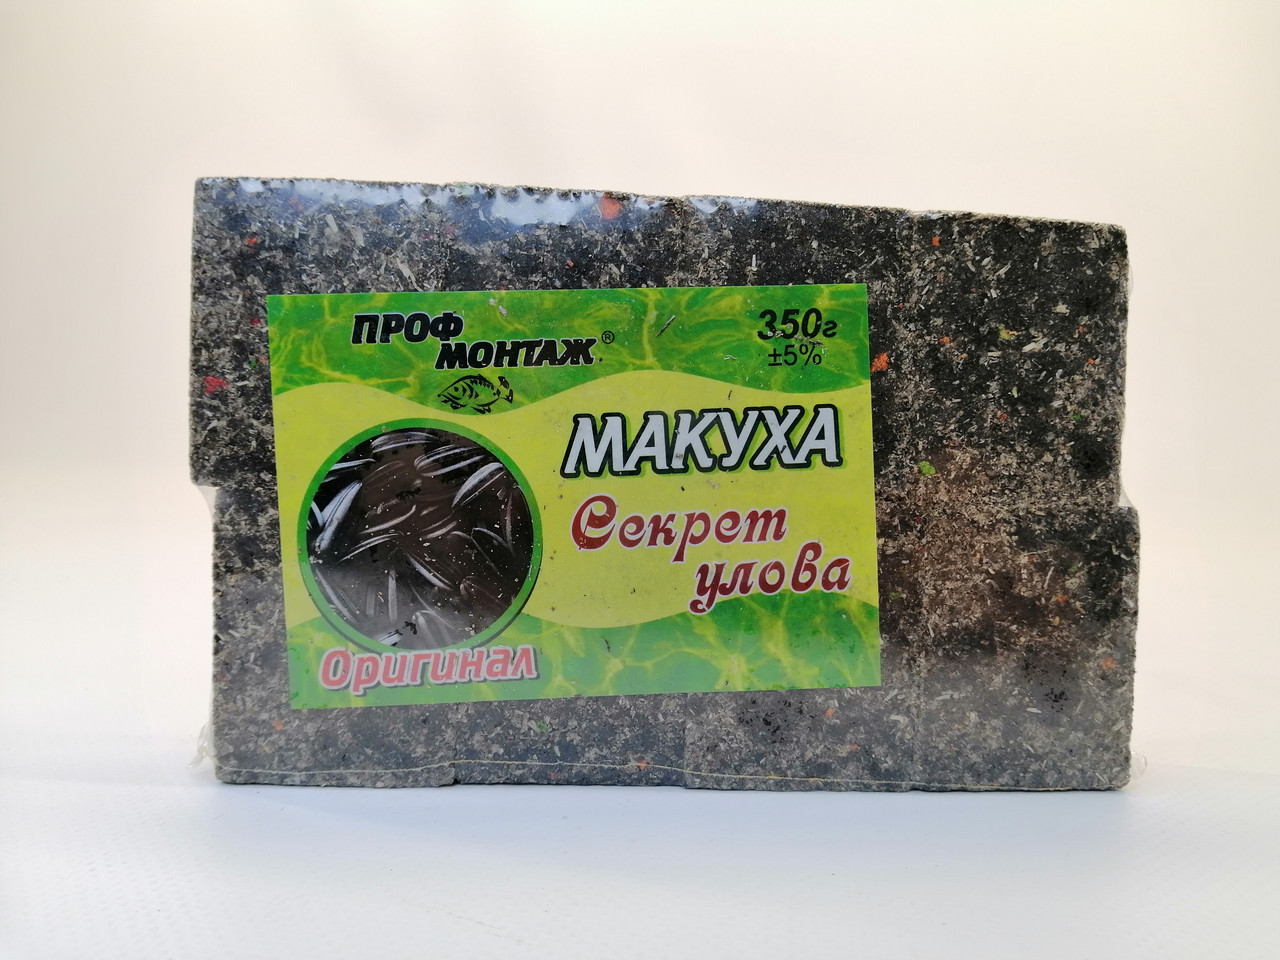 ПРОФ
МОНТАЖ®
350г
±5%
МАКУХА
Секрет
улова
Оригинал